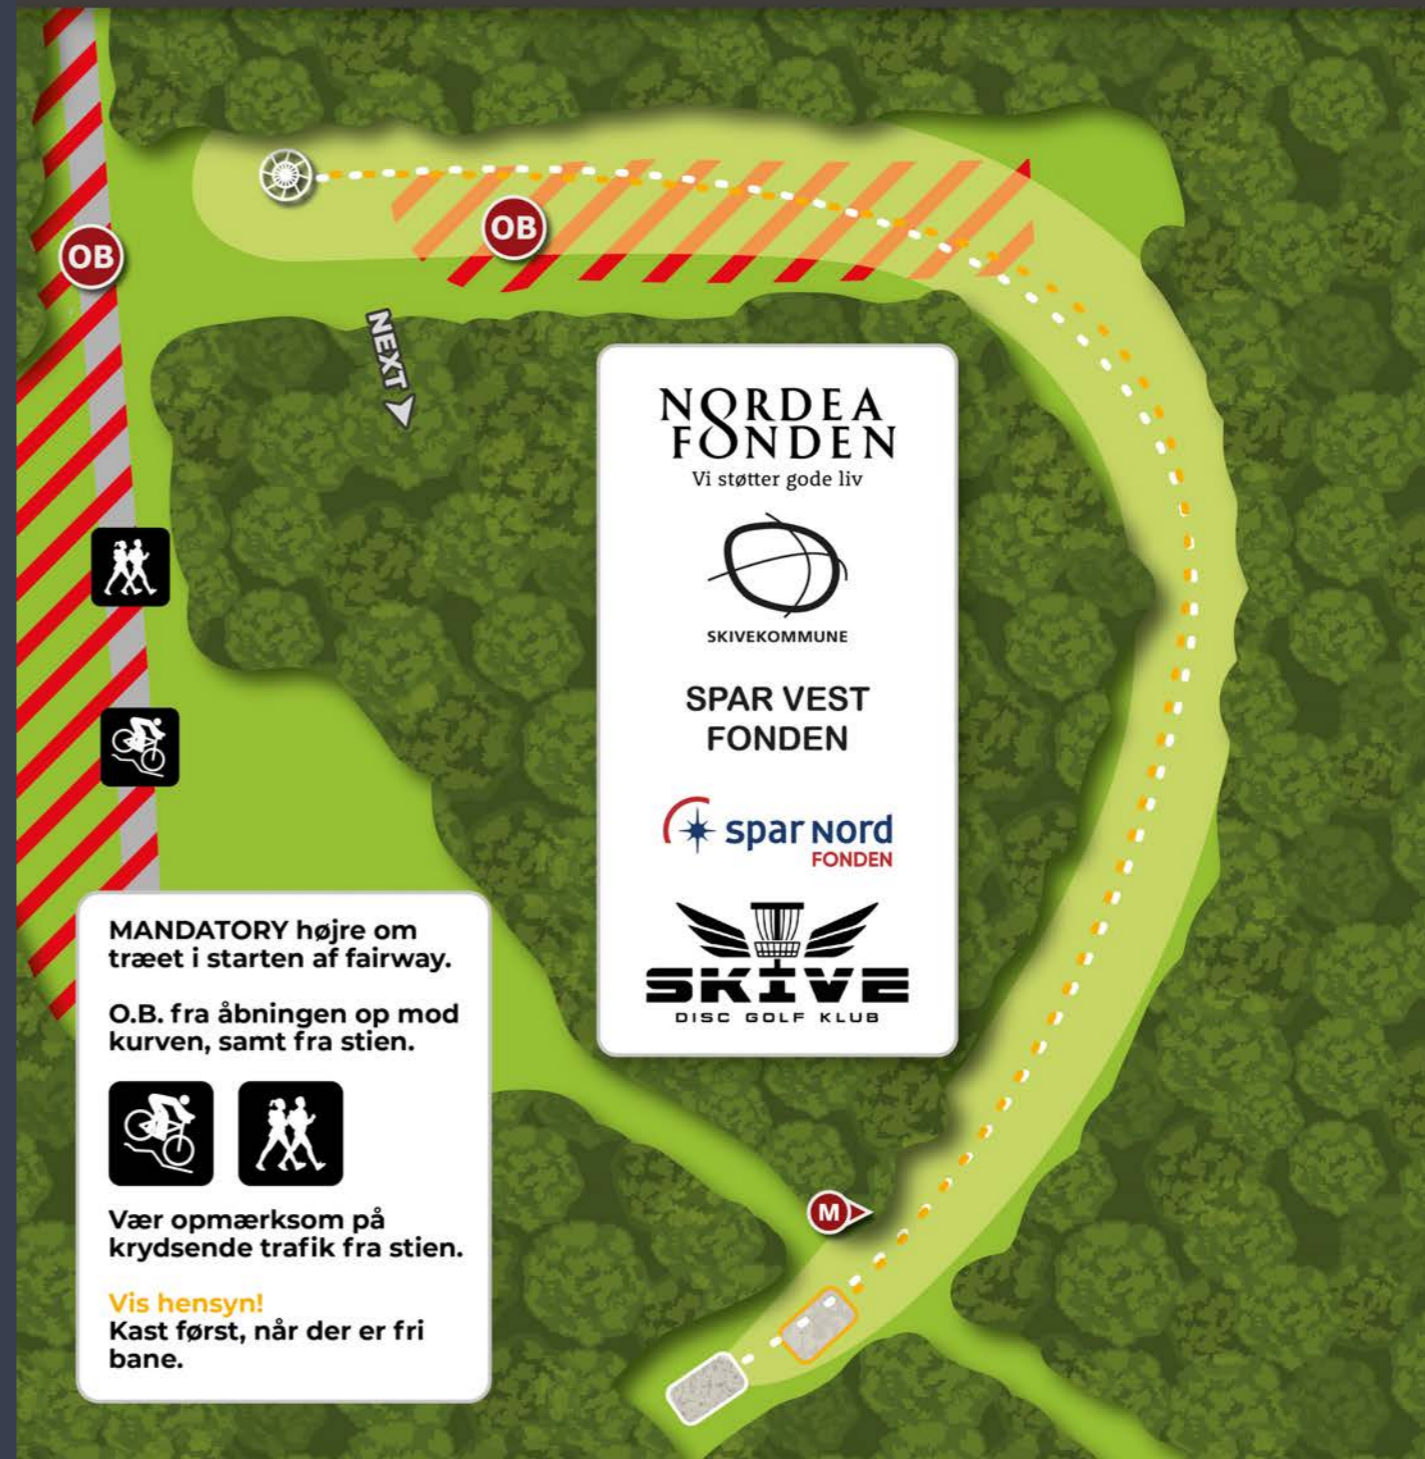 OB
OB
NEXT
NORDEA
FONDEN
Vi støtter gode liv
SKIVEKOMMUNE
SPAR VEST
FONDEN
spar nord
FONDEN
SKIVE
DISC GOLF KLUB
MANDATORY højre om
træet i starten af fairway.
O.B. fra åbningen op mod
kurven, samt fra stien.
Vær opmærksom på
krydsende trafik fra stien.
Vis hensyn!
Kast først, når der er fri
bane.
M